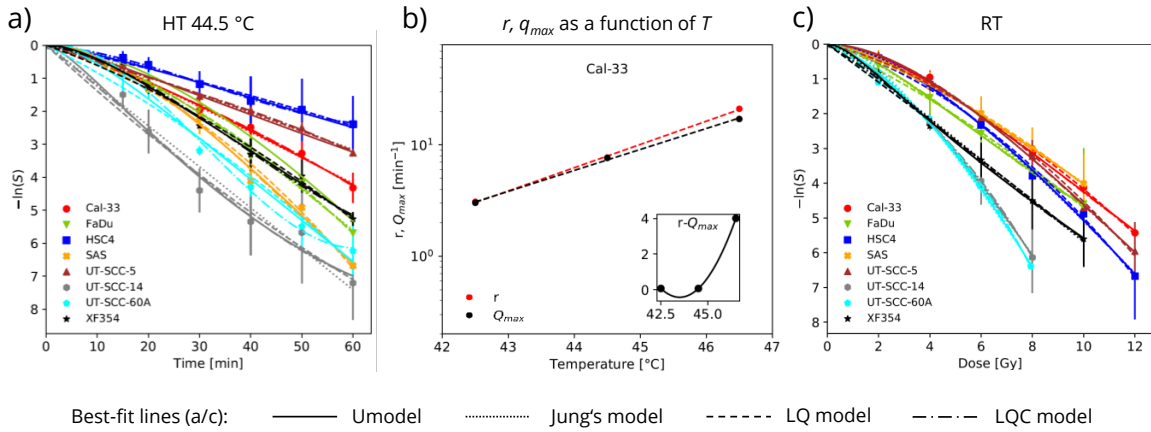 a)
HT 44.5 °C
−ln(S)
0
1
2
3
4
5
6
7
8
Cal-33
FaDu
HSC4
SAS
UT-SCC-5
UT-SCC-14
UT-SCC-60A
XF354
0 10 20 30 40 50 60
Time [min]
b)
r, qmax as a function of T
Cal-33
r, Qmax [min−1]
10¹
10⁰
r
Qmax
r-Qmax
4
2
0
42.5 45.0
42 43 44 45 46 47
Temperature [°C]
c)
RT
−ln(S)
0
1
2
3
4
5
6
7
8
Cal-33
FaDu
HSC4
SAS
UT-SCC-5
UT-SCC-14
UT-SCC-60A
XF354
0 2 4 6 8 10 12
Dose [Gy]
Best-fit lines (a/c): Umodel Jung's model LQ model LQC model